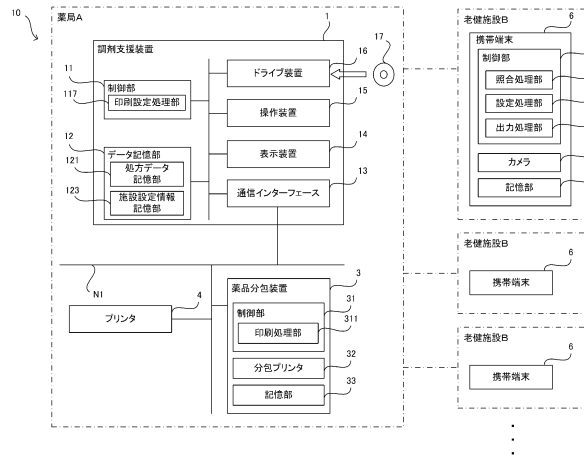 10
薬局A
1
調剤支援装置
11
制御部
117
印刷設定処理部
12
データ記憶部
121
処方データ
記憶部
123
施設設定情報
記憶部
16
ドライブ装置
17
15
操作装置
14
表示装置
13
通信インターフェース
N1
4
プリンタ
3
薬品分包装置
31
制御部
311
印刷処理部
32
分包プリンタ
33
記憶部
老健施設B
6
携帯端末
制御部
照合処理部
設定処理部
出力処理部
カメラ
記憶部
老健施設B
6
携帯端末
老健施設B
6
携帯端末